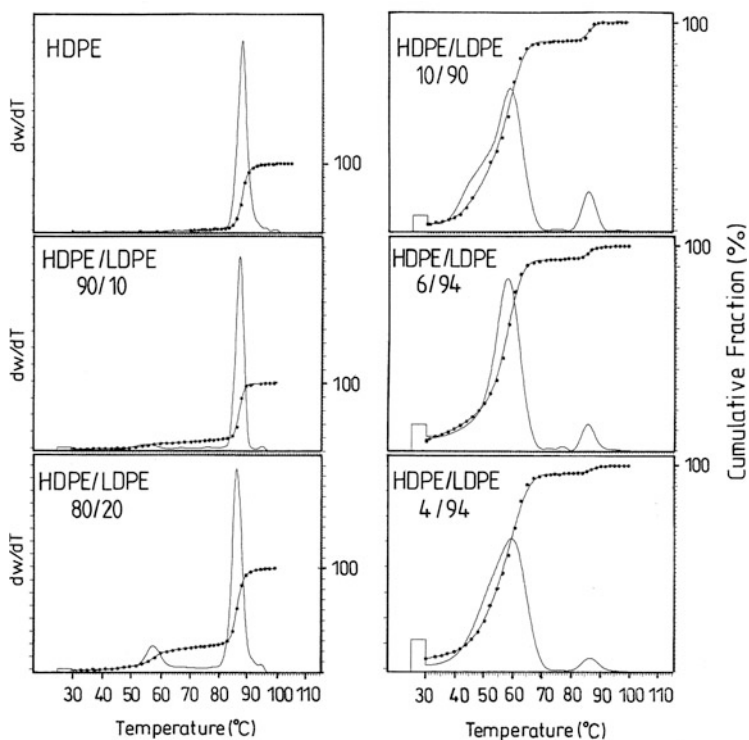 HDPE
dw/dT
100
HDPE/LDPE
90/10
100
HDPE/LDPE
80/20
dw/dT
100
30 40 50 60 70 80 90 100 110
Temperature (°C)
HDPE/LDPE
10/90
100
HDPE/LDPE
6/94
100
HDPE/LDPE
4/94
100
Cumulative Fraction (%)
30 40 50 60 70 80 90 100 110
Temperature (°C)